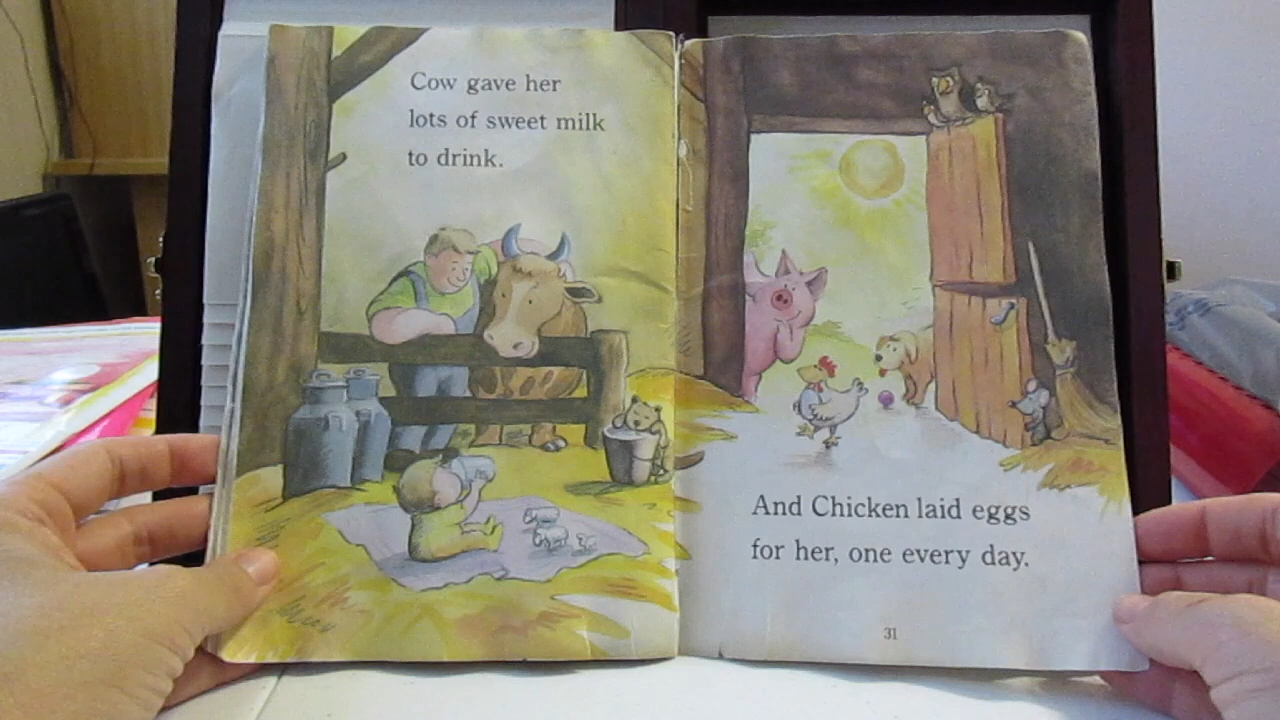 Cow gave her
lots of sweet milk
to drink.
And Chicken laid eggs
for her, one every day.
31